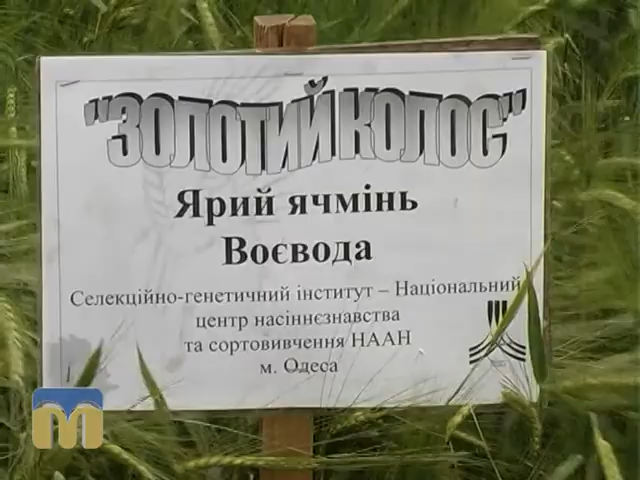 "ЗОЛОТИЙ КОЛОС"
Ярий ячмінь
Воєвода
Селекційно-генетичний інститут – Національний
центр насіннєзнавства
та сортовивчення НААН
м. Одеса